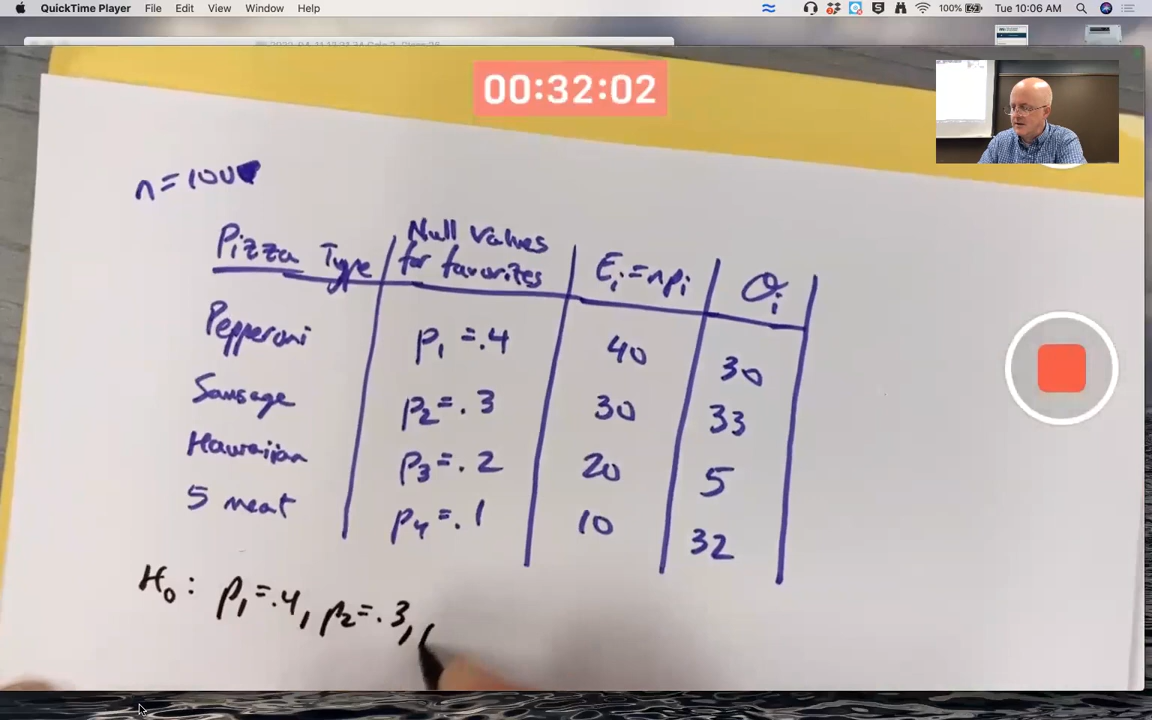 QuickTime Player File Edit View Window Help 100% Tue 10:06 AM
00:32:02
n=100
Pizza Type Null Values for favorites Ei=npi Oi
Pepperoni p1=.4 40 30
Sausage p2=.3 30 33
Hawaiian p3=.2 20 5
5 meat p4=.1 10 32
H0: p1=.4, p2=.3,